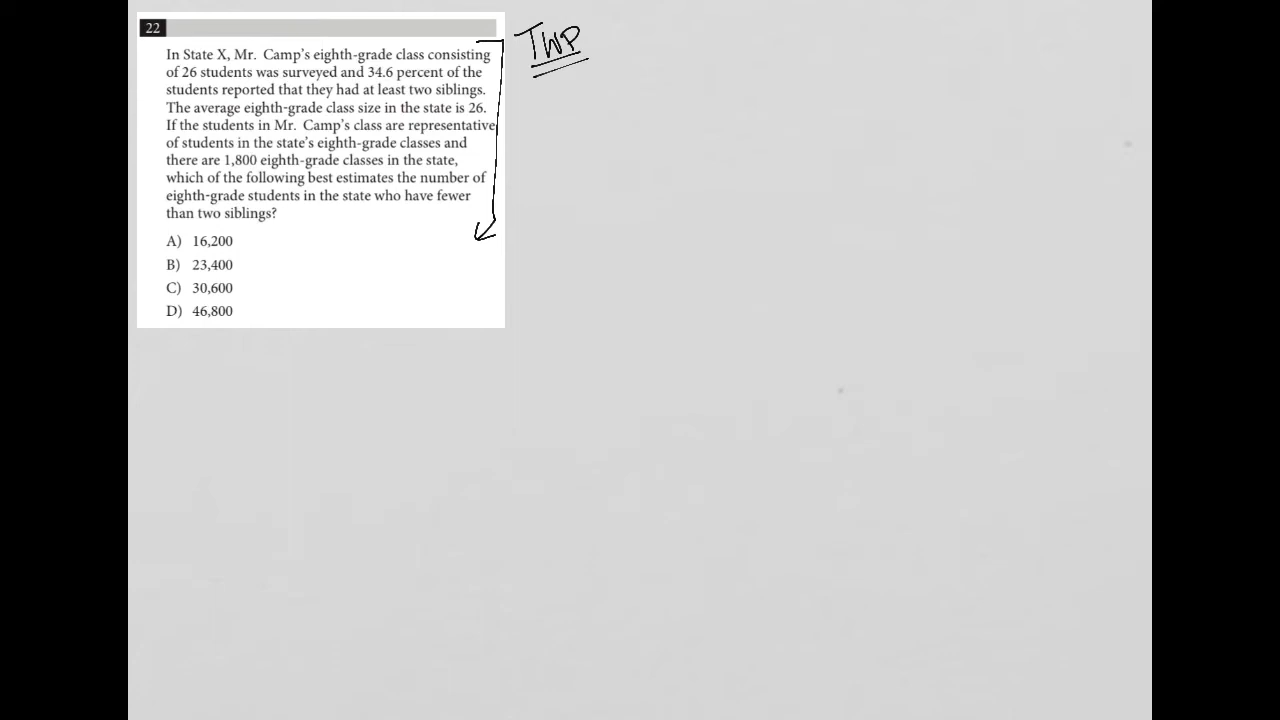 22
TWP
In State X, Mr. Camp's eighth-grade class consisting
of 26 students was surveyed and 34.6 percent of the
students reported that they had at least two siblings.
The average eighth-grade class size in the state is 26.
If the students in Mr. Camp's class are representative
of students in the state's eighth-grade classes and
there are 1,800 eighth-grade classes in the state,
which of the following best estimates the number of
eighth-grade students in the state who have fewer
than two siblings?
A) 16,200
B) 23,400
C) 30,600
D) 46,800